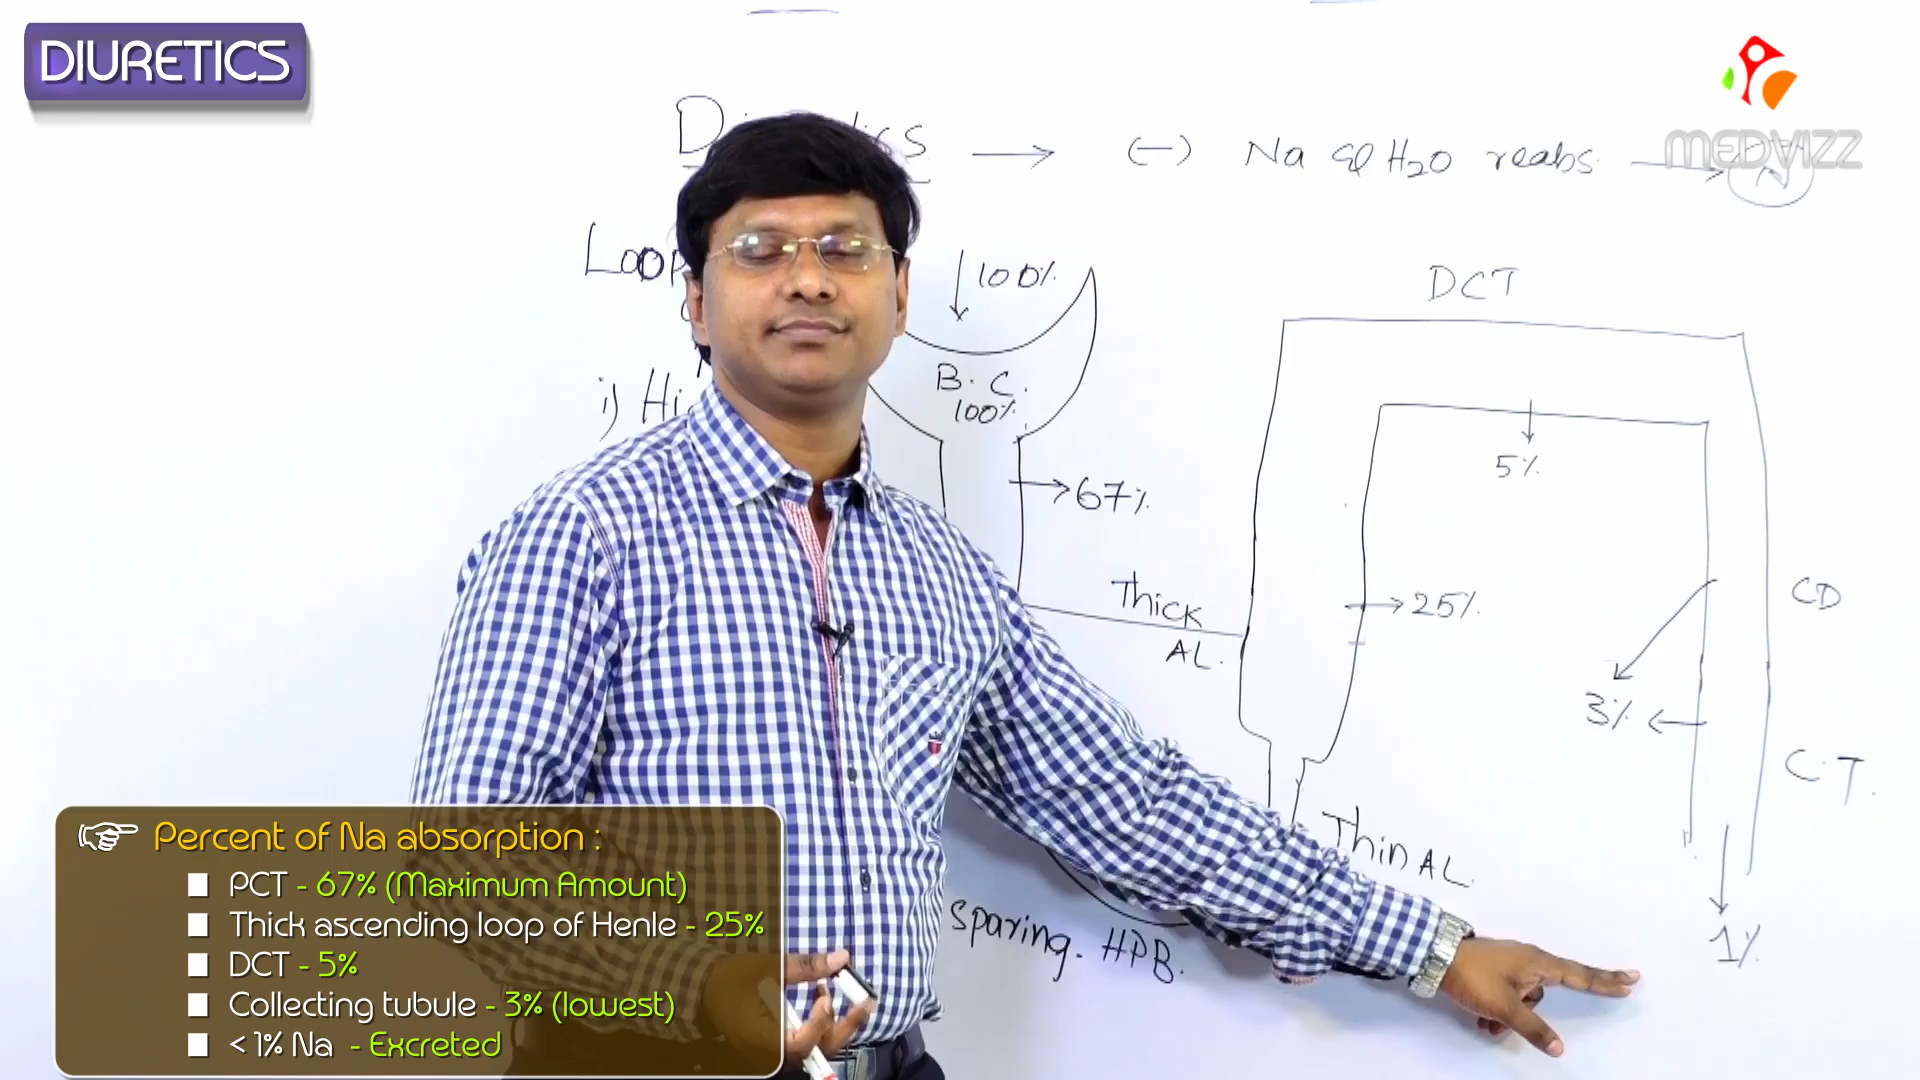 DIURETICS
MEDVIZZ
(-) Na & H2O reabs.
Loop
100%
DCT
i) Hi
B. C.
100%
5%
67%
Thick
AL.
25%
CD
3%
C.T.
Thin AL.
sparing. HPB.
1%
Percent of Na absorption :
PCT - 67% (Maximum Amount)
Thick ascending loop of Henle - 25%
DCT - 5%
Collecting tubule - 3% (lowest)
< 1% Na - Excreted